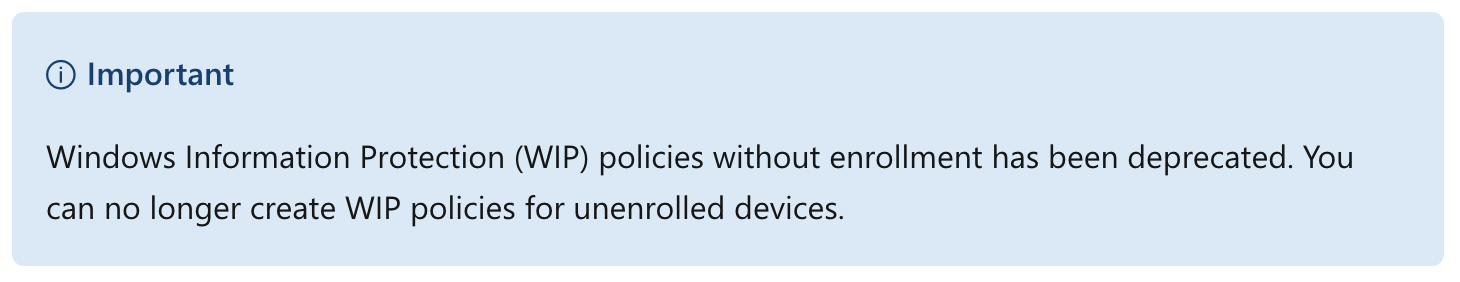 Important
Windows Information Protection (WIP) policies without enrollment has been deprecated. You
can no longer create WIP policies for unenrolled devices.